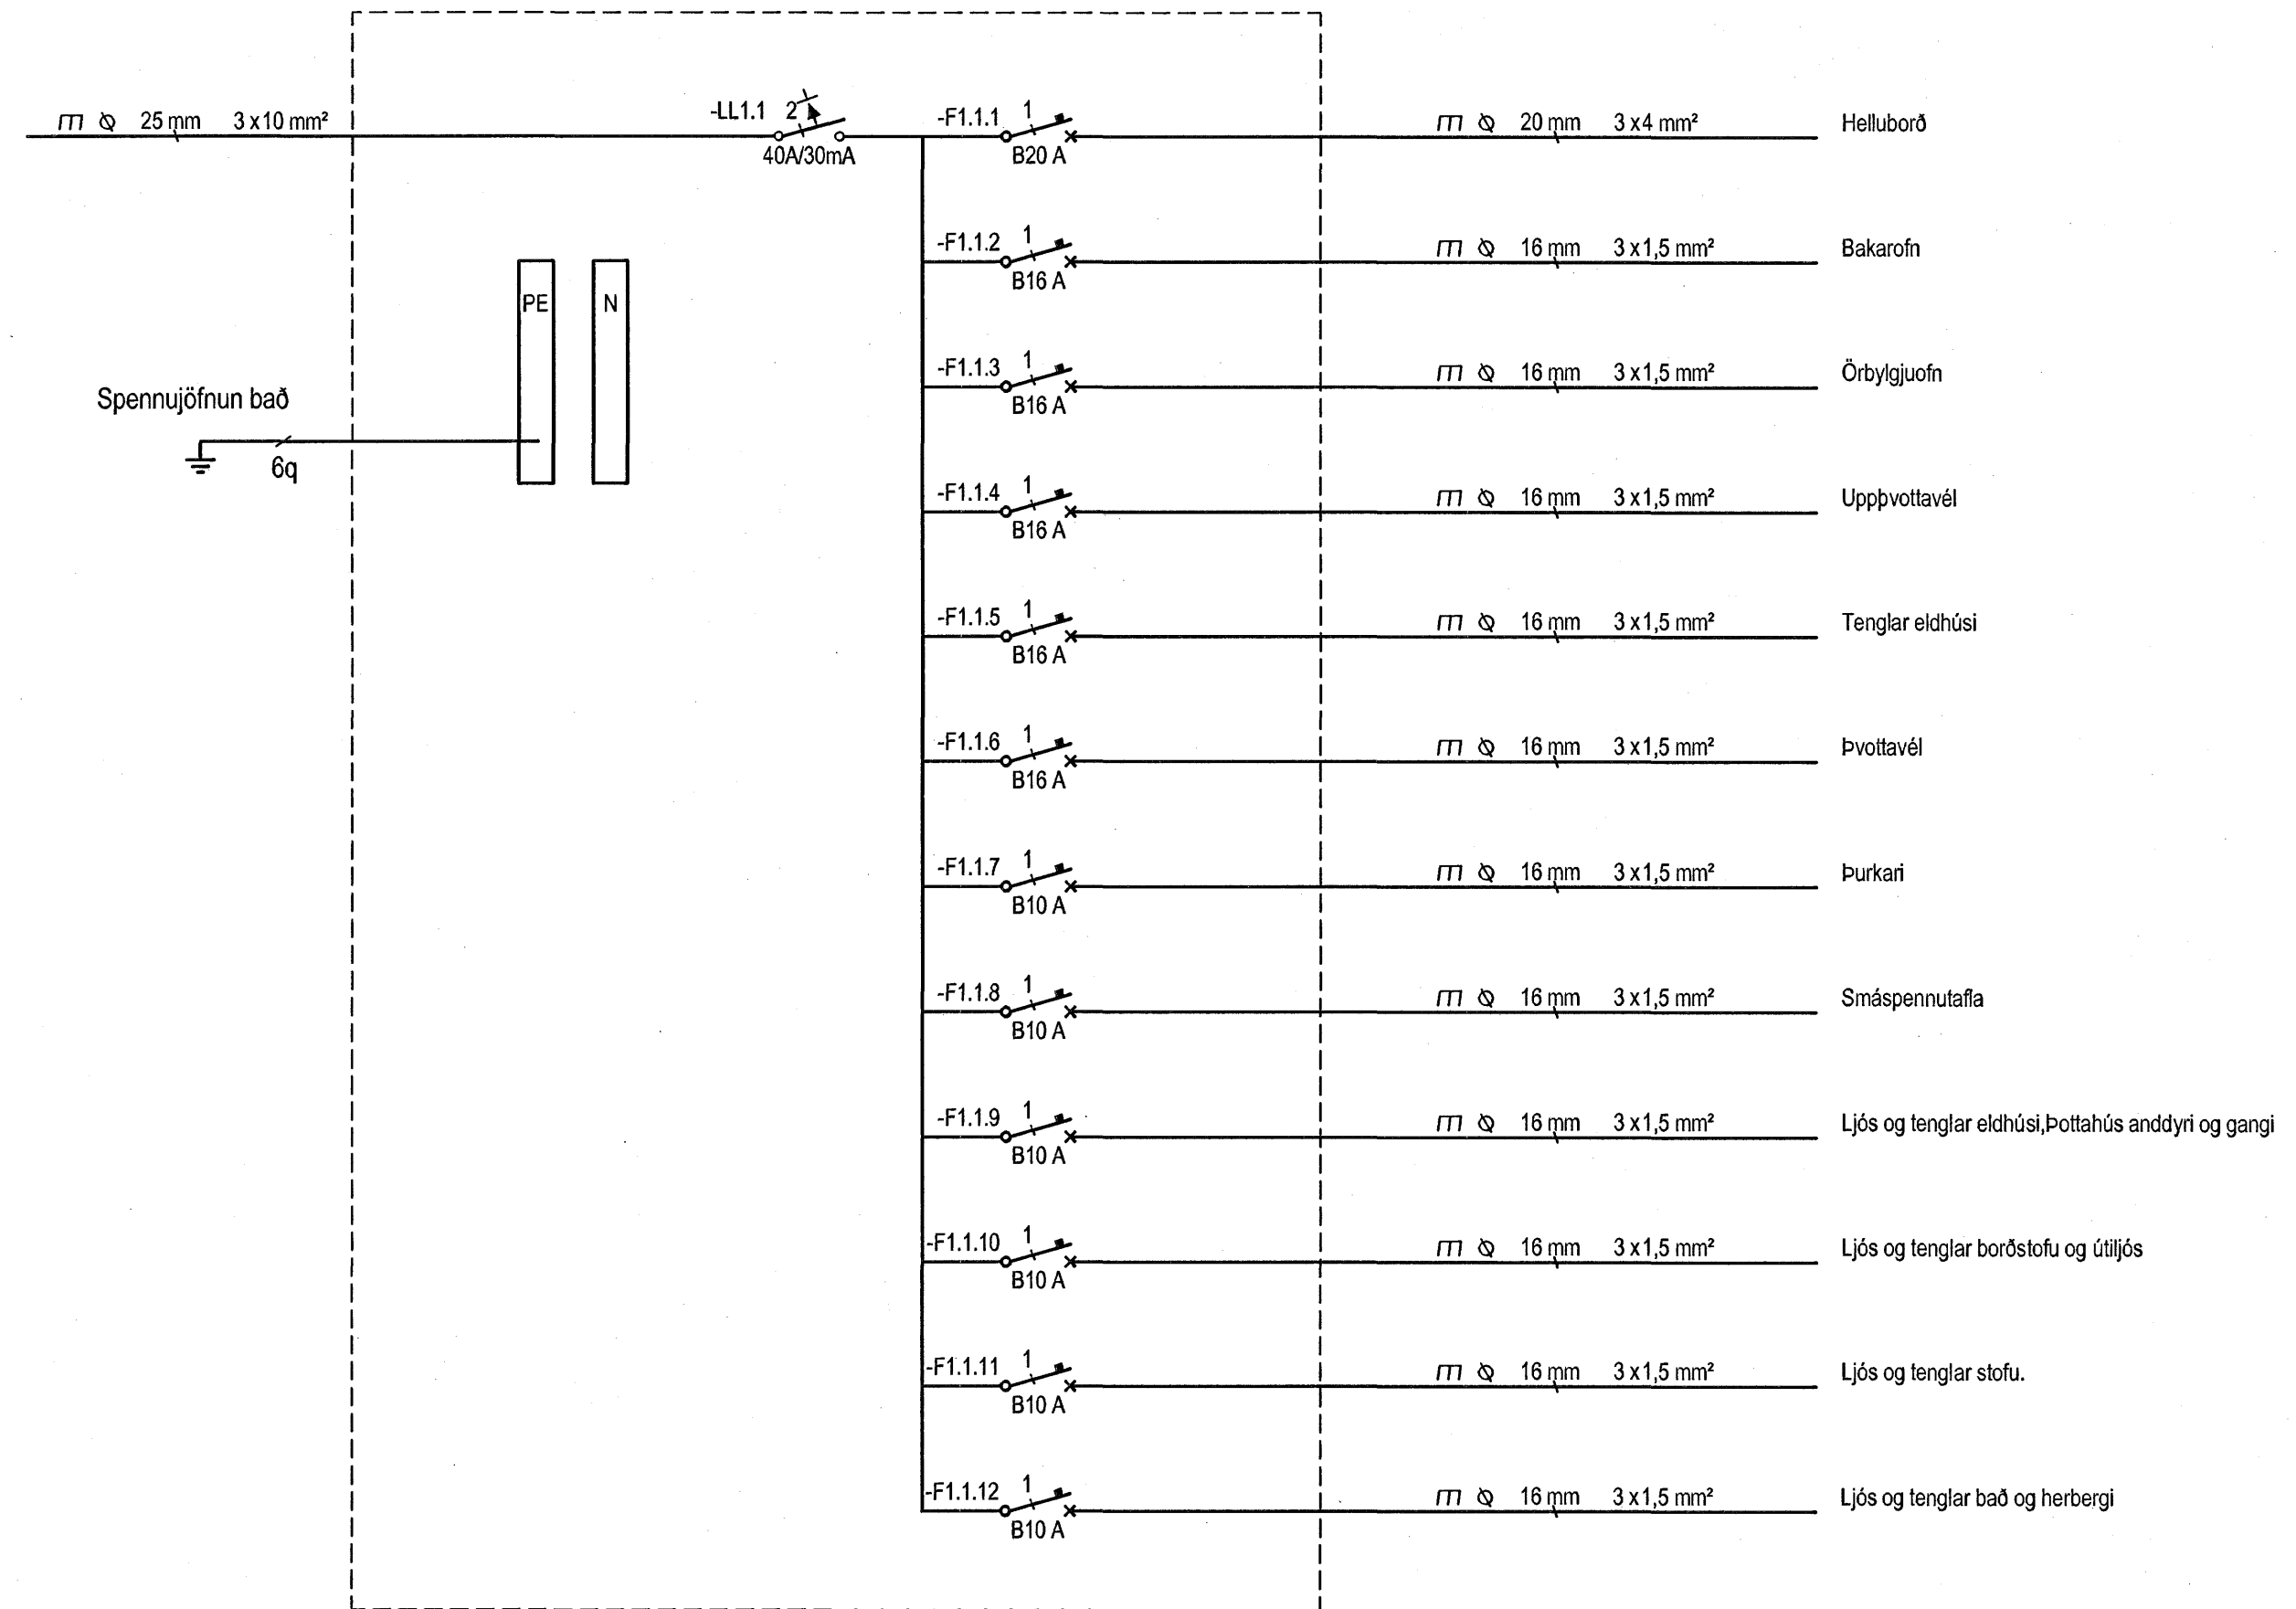 25 mm 3 x 10 mm²
-LL1.1 2
40A/30mA
-F1.1.1 1
B20 A
20 mm 3 x 4 mm²
Helluborð
-F1.1.2 1
B16 A
16 mm 3 x 1,5 mm²
Bakarofn
PE
N
-F1.1.3 1
B16 A
16 mm 3 x 1,5 mm²
Örbylgjuofn
Spennujöfnun bað
6q
-F1.1.4 1
B16 A
16 mm 3 x 1,5 mm²
Uppþvottavél
-F1.1.5 1
B16 A
16 mm 3 x 1,5 mm²
Tenglar eldhúsi
-F1.1.6 1
B16 A
16 mm 3 x 1,5 mm²
Þvottavél
-F1.1.7 1
B10 A
16 mm 3 x 1,5 mm²
Þurkari
-F1.1.8 1
B10 A
16 mm 3 x 1,5 mm²
Smáspennutafla
-F1.1.9 1
B10 A
16 mm 3 x 1,5 mm²
Ljós og tenglar eldhúsi,Þottahús anddyri og gangi
-F1.1.10 1
B10 A
16 mm 3 x 1,5 mm²
Ljós og tenglar borðstofu og útiljós
-F1.1.11 1
B10 A
16 mm 3 x 1,5 mm²
Ljós og tenglar stofu.
-F1.1.12 1
B10 A
16 mm 3 x 1,5 mm²
Ljós og tenglar bað og herbergi